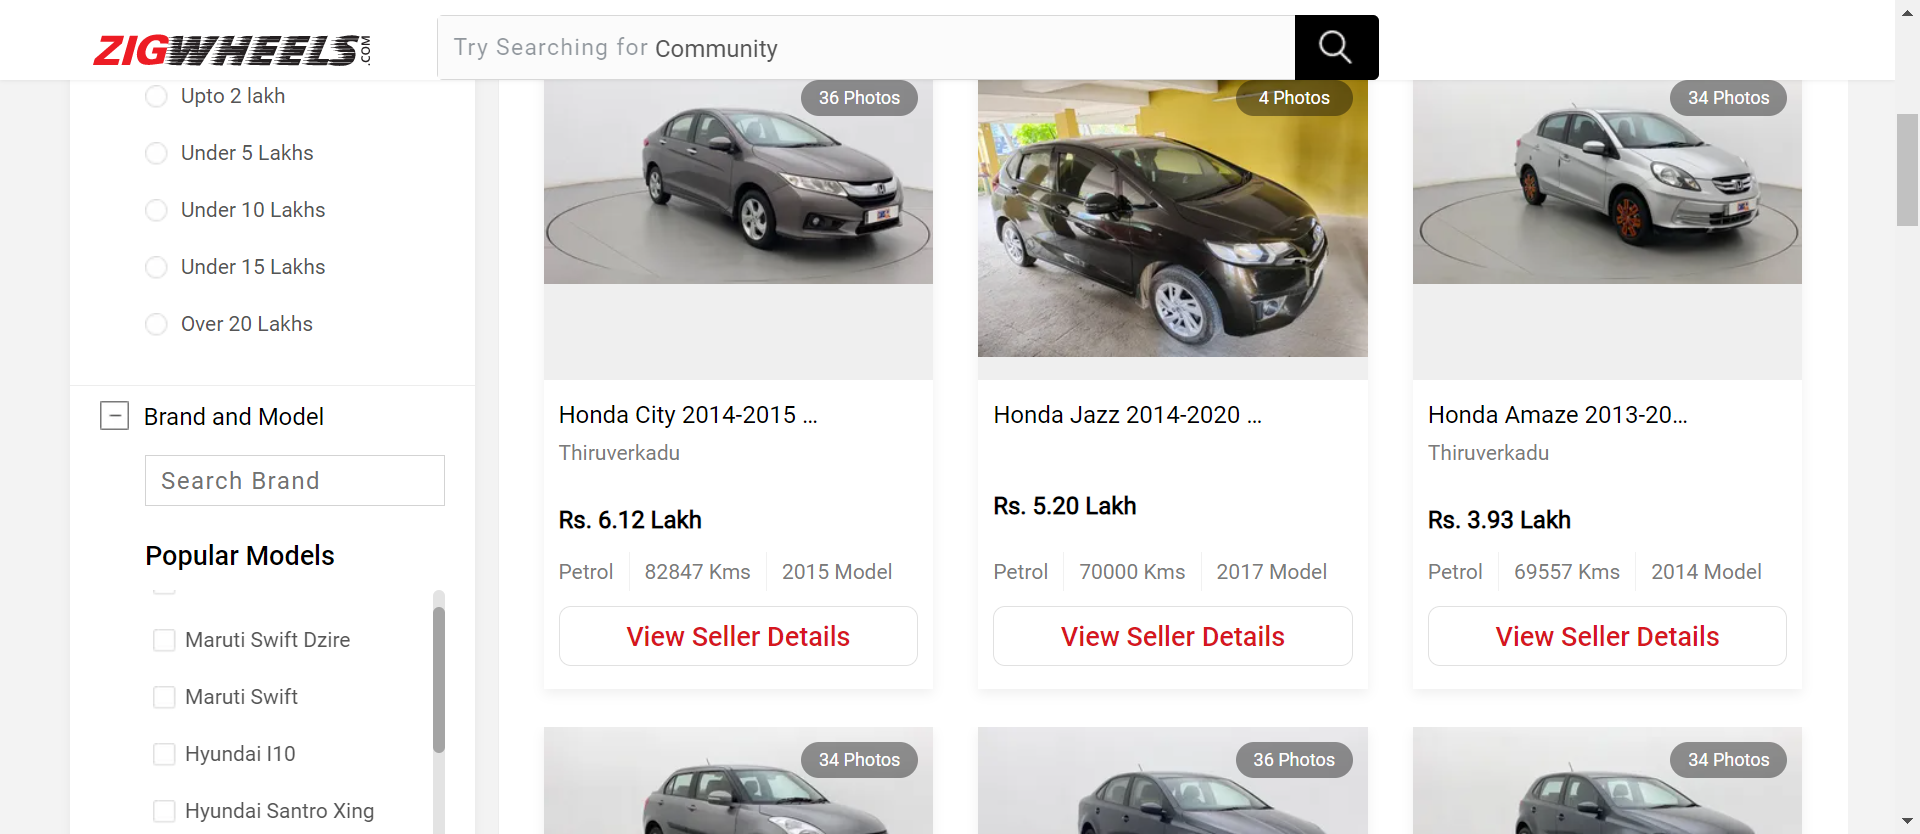 ZIGWHEELS.COM
Try Searching for Community
Upto 2 lakh
Under 5 Lakhs
Under 10 Lakhs
Under 15 Lakhs
Over 20 Lakhs
Brand and Model
Search Brand
Popular Models
Maruti Swift Dzire
Maruti Swift
Hyundai I10
Hyundai Santro Xing
36 Photos
Honda City 2014-2015 ...
Thiruverkadu
Rs. 6.12 Lakh
Petrol
82847 Kms
2015 Model
View Seller Details
4 Photos
Honda Jazz 2014-2020 ...
Rs. 5.20 Lakh
Petrol
70000 Kms
2017 Model
View Seller Details
34 Photos
Honda Amaze 2013-20...
Thiruverkadu
Rs. 3.93 Lakh
Petrol
69557 Kms
2014 Model
View Seller Details
34 Photos
36 Photos
34 Photos